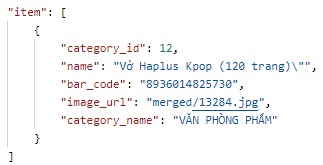 "item": [
{
"category_id": 12,
"name": "Vở Haplus Kpop (120 trang)\"",
"bar_code": "8936014825730",
"image_url": "merged/13284.jpg",
"category_name": "VĂN PHÒNG PHẨM"
}
]